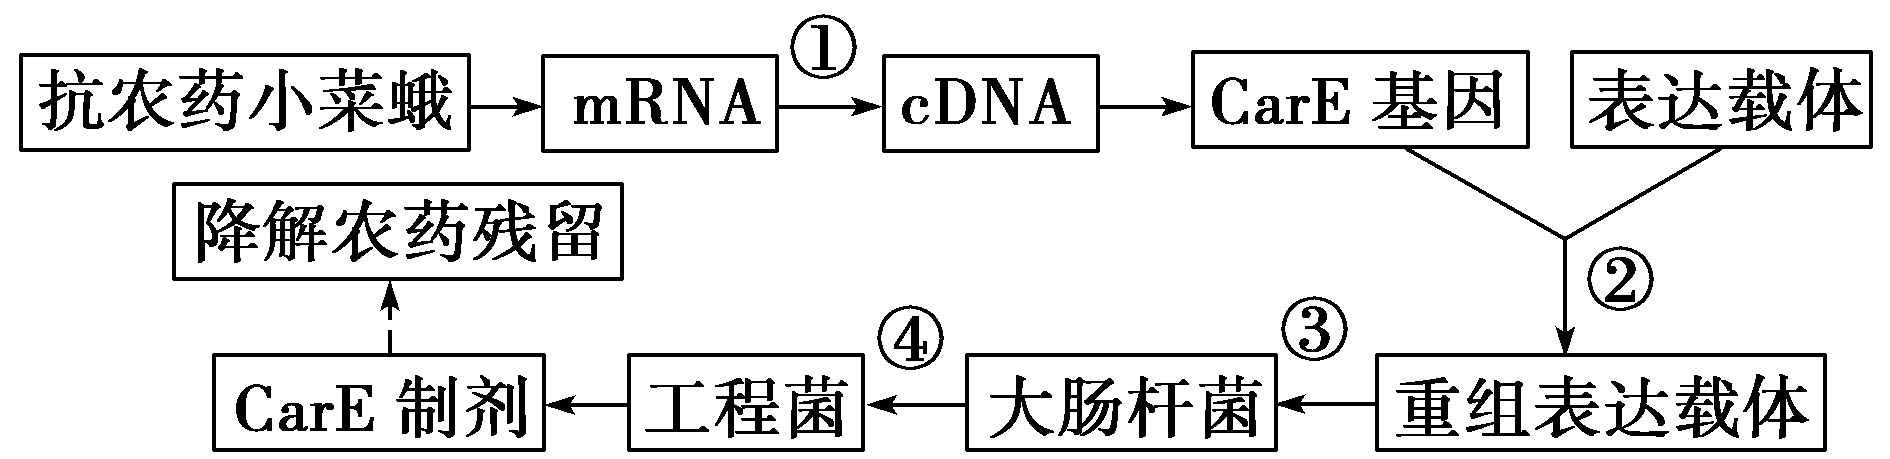 ①
抗农药小菜蛾 mRNA cDNA CarE 基因 表达载体
降解农药残留
②
④ ③
CarE 制剂 工程菌 大肠杆菌 重组表达载体